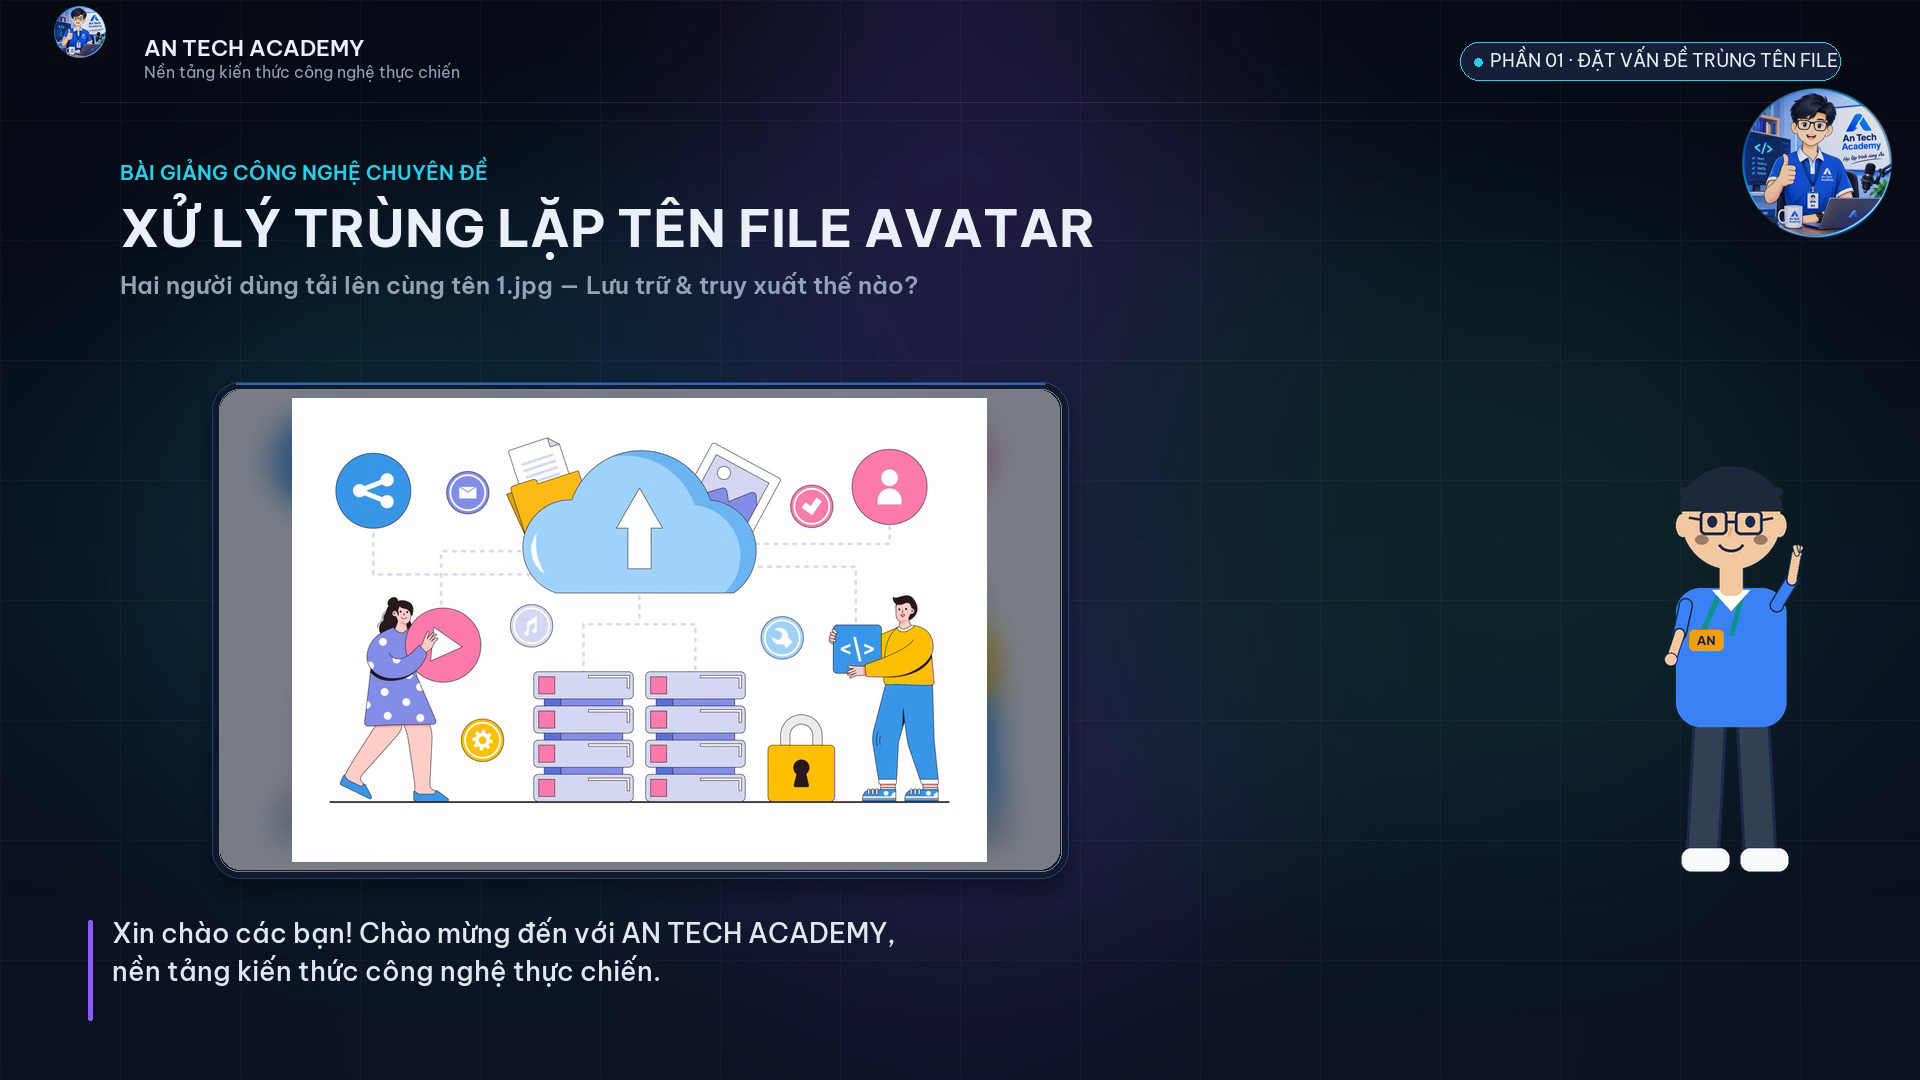 AN TECH ACADEMY
Nền tảng kiến thức công nghệ thực chiến
PHẦN 01 · ĐẶT VẤN ĐỀ TRÙNG TÊN FILE
An Tech
Academy
BÀI GIẢNG CÔNG NGHỆ CHUYÊN ĐỀ
XỬ LÝ TRÙNG LẶP TÊN FILE AVATAR
Hai người dùng tải lên cùng tên 1.jpg — Lưu trữ & truy xuất thế nào?
</>
</>
AN
Xin chào các bạn! Chào mừng đến với AN TECH ACADEMY,
nền tảng kiến thức công nghệ thực chiến.